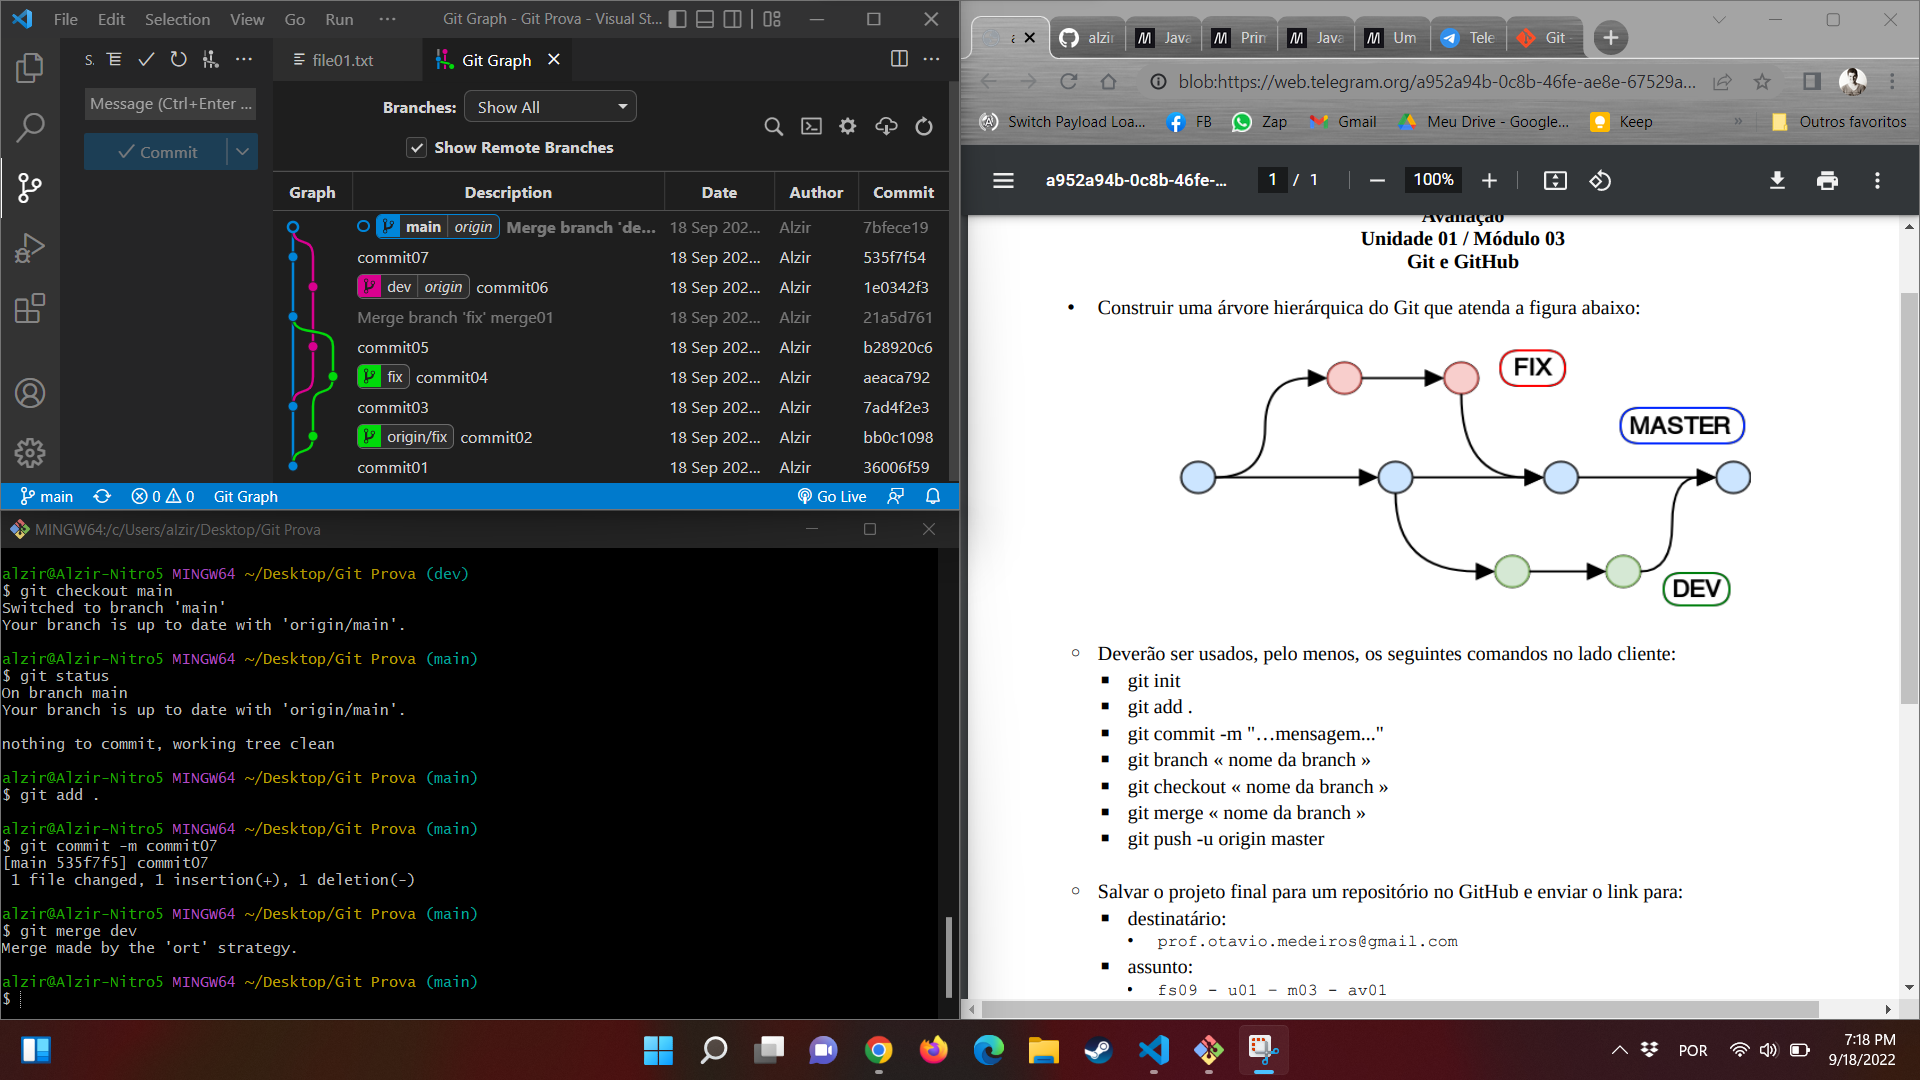 File Edit Selection View Go Run ··· Git Graph - Git Prova - Visual St...
S. ···
file01.txt Git Graph ···
Message (Ctrl+Enter ...
Commit
Branches: Show All
Show Remote Branches
Graph Description Date Author Commit
main origin Merge branch 'de... 18 Sep 202... Alzir 7bfece19
commit07 18 Sep 202... Alzir 535f7f54
dev origin commit06 18 Sep 202... Alzir 1e0342f3
Merge branch 'fix' merge01 18 Sep 202... Alzir 21a5d761
commit05 18 Sep 202... Alzir b28920c6
fix commit04 18 Sep 202... Alzir aeaca792
commit03 18 Sep 202... Alzir 7ad4f2e3
origin/fix commit02 18 Sep 202... Alzir bb0c1098
commit01 18 Sep 202... Alzir 36006f59
main 0 0 Git Graph Go Live
MINGW64:/c/Users/alzir/Desktop/Git Prova
alzir@Alzir-Nitro5 MINGW64 ~/Desktop/Git Prova (dev)
$ git checkout main
Switched to branch 'main'
Your branch is up to date with 'origin/main'.
alzir@Alzir-Nitro5 MINGW64 ~/Desktop/Git Prova (main)
$ git status
On branch main
Your branch is up to date with 'origin/main'.
nothing to commit, working tree clean
alzir@Alzir-Nitro5 MINGW64 ~/Desktop/Git Prova (main)
$ git add .
alzir@Alzir-Nitro5 MINGW64 ~/Desktop/Git Prova (main)
$ git commit -m commit07
[main 535f7f5] commit07
1 file changed, 1 insertion(+), 1 deletion(-)
alzir@Alzir-Nitro5 MINGW64 ~/Desktop/Git Prova (main)
$ git merge dev
Merge made by the 'ort' strategy.
alzir@Alzir-Nitro5 MINGW64 ~/Desktop/Git Prova (main)
$
a alzir Java Prin Java Um Tele Git
blob:https://web.telegram.org/a952a94b-0c8b-46fe-ae8e-67529a...
Switch Payload Loa... FB Zap Gmail Meu Drive - Google... Keep » Outros favoritos
a952a94b-0c8b-46fe-... 1 / 1 100%
Avaliação
Unidade 01 / Módulo 03
Git e GitHub
• Construir uma árvore hierárquica do Git que atenda a figura abaixo:
FIX
MASTER
DEV
○ Deverão ser usados, pelo menos, os seguintes comandos no lado cliente:
▪ git init
▪ git add .
▪ git commit -m "…mensagem..."
▪ git branch « nome da branch »
▪ git checkout « nome da branch »
▪ git merge « nome da branch »
▪ git push -u origin master
○ Salvar o projeto final para um repositório no GitHub e enviar o link para:
▪ destinatário:
• prof.otavio.medeiros@gmail.com
▪ assunto:
• fs09 - u01 - m03 - av01
POR
7:18 PM
9/18/2022